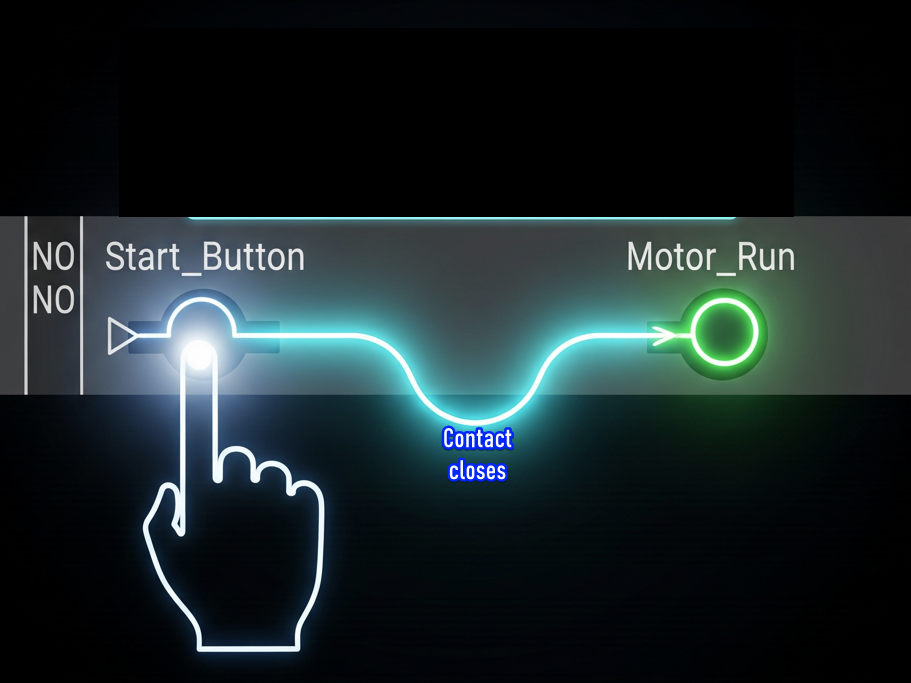 NO
NO
Start_Button
Motor_Run
Contact
closes